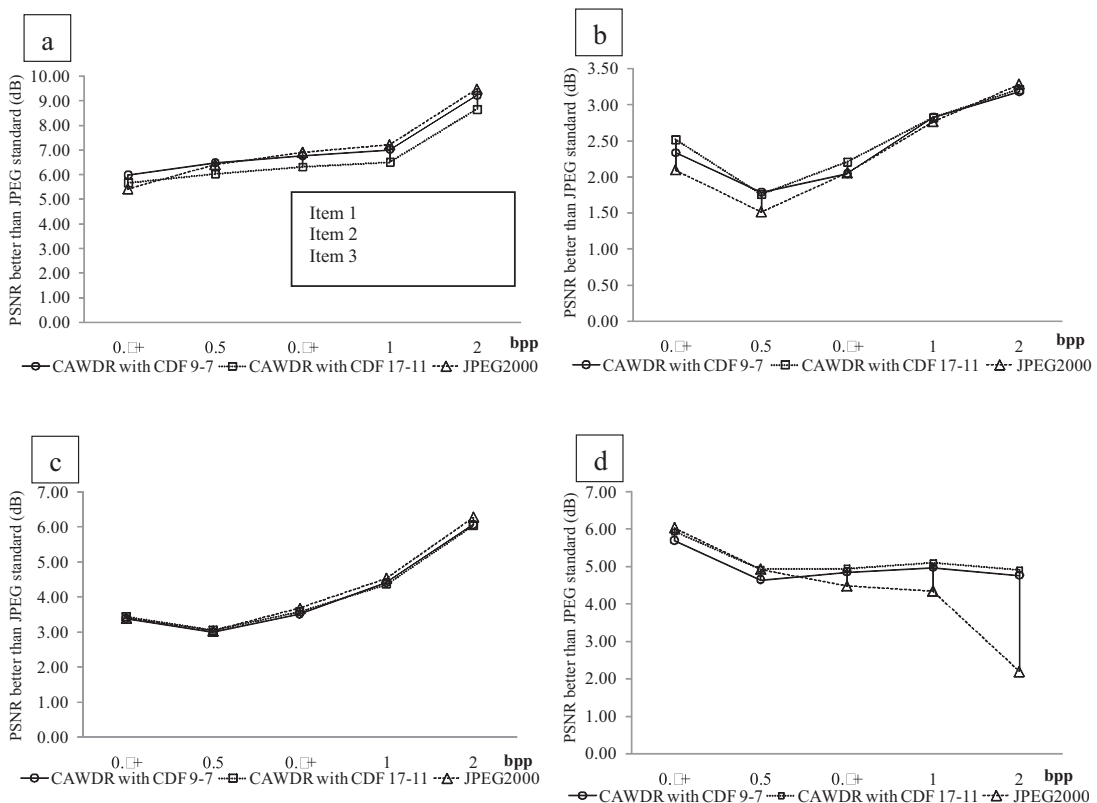 a
PSNR better than JPEG standard (dB)
10.00
9.00
8.00
7.00
6.00
5.00
4.00
3.00
2.00
1.00
0.00
Item 1
Item 2
Item 3
0.□+ 0.5 0.□+ 1 2 bpp
CAWDR with CDF 9-7 CAWDR with CDF 17-11 JPEG2000
b
PSNR better than JPEG standard (dB)
3.50
3.00
2.50
2.00
1.50
1.00
0.50
0.00
0.□+ 0.5 0.□+ 1 2 bpp
CAWDR with CDF 9-7 CAWDR with CDF 17-11 JPEG2000
c
PSNR better than JPEG standard (dB)
7.00
6.00
5.00
4.00
3.00
2.00
1.00
0.00
0.□+ 0.5 0.□+ 1 2 bpp
CAWDR with CDF 9-7 CAWDR with CDF 17-11 JPEG2000
d
PSNR better than JPEG standard (dB)
7.00
6.00
5.00
4.00
3.00
2.00
1.00
0.00
0.□+ 0.5 0.□+ 1 2 bpp
CAWDR with CDF 9-7 CAWDR with CDF 17-11 JPEG2000